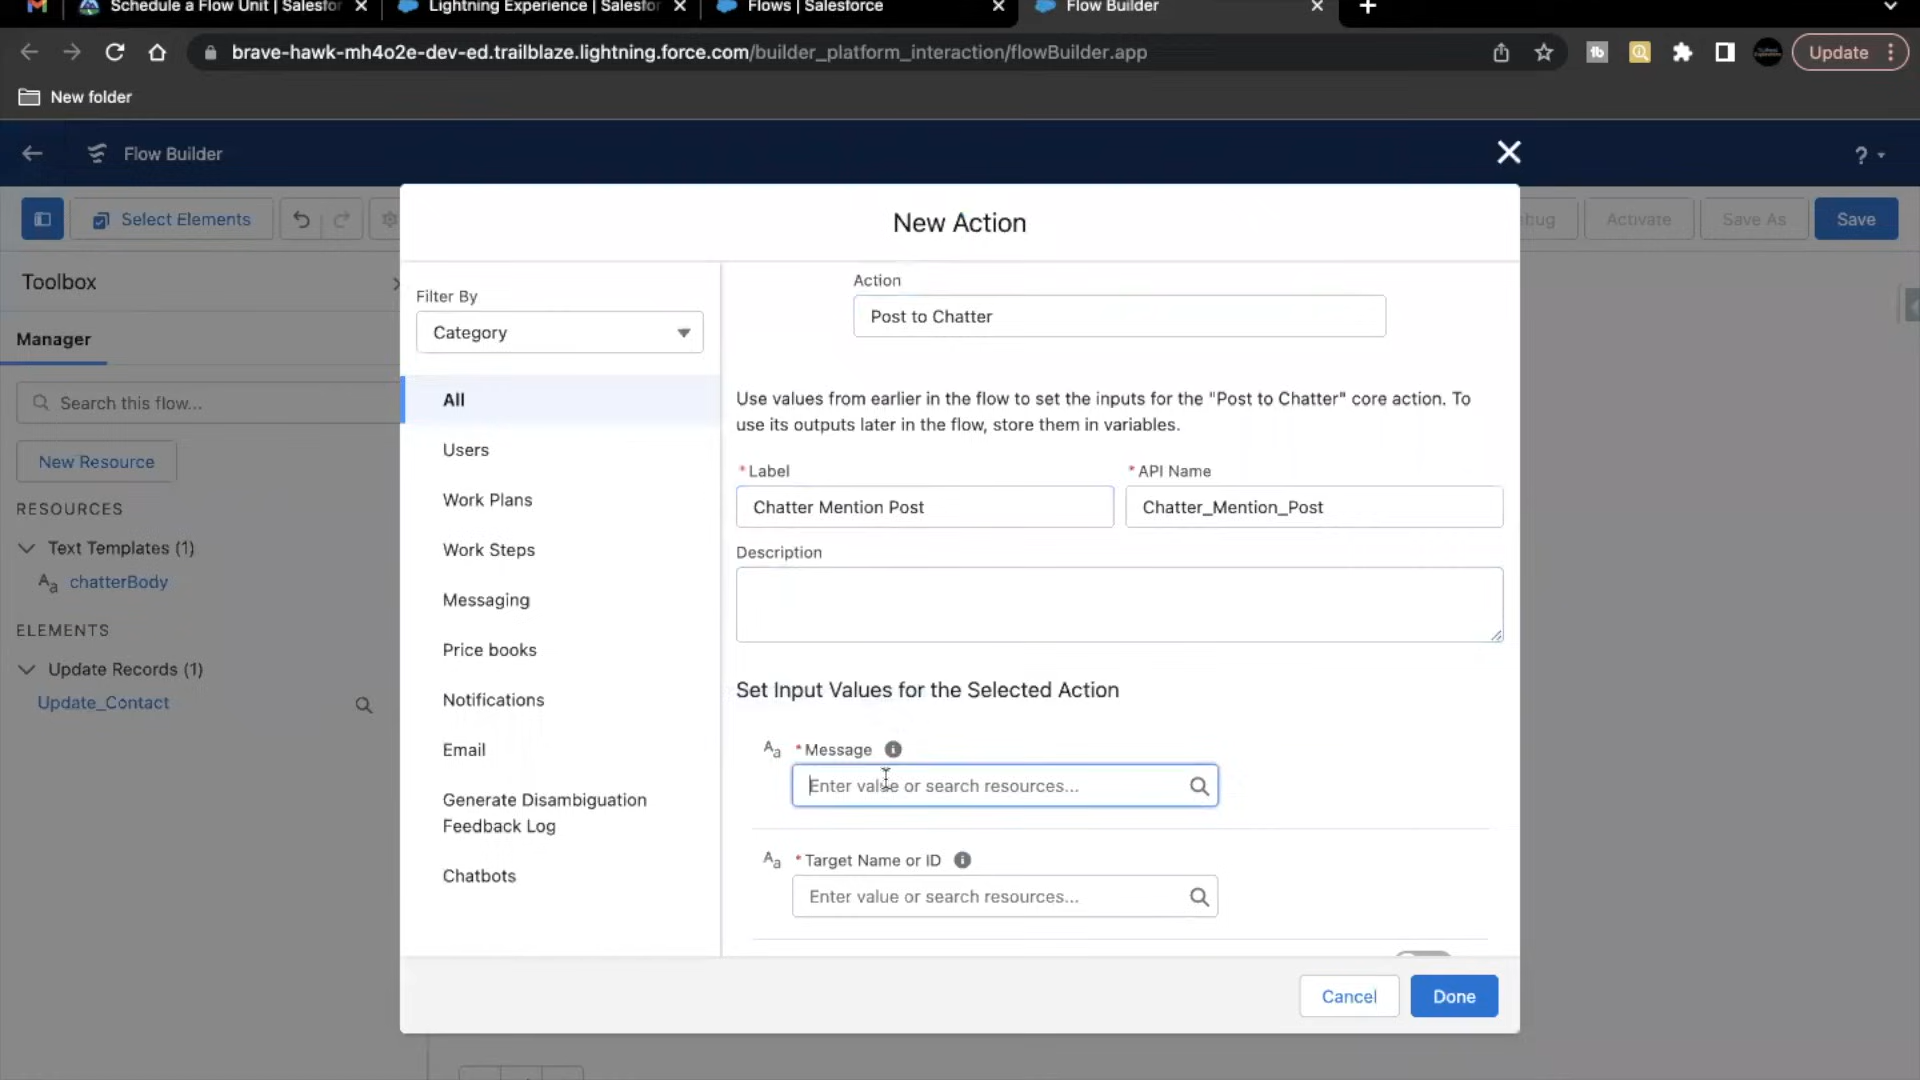 Schedule a Flow Unit | Salesfor
Lightning Experience | Salesfor
Flows | Salesforce
Flow Builder
brave-hawk-mh4o2e-dev-ed.trailblaze.lightning.force.com/builder_platform_interaction/flowBuilder.app
Update
New folder
Flow Builder
?
Select Elements
bug
Activate
Save As
Save
New Action
Toolbox
Manager
Search this flow...
New Resource
RESOURCES
Text Templates (1)
Aa chatterBody
ELEMENTS
Update Records (1)
Update_Contact
Filter By
Category
All
Users
Work Plans
Work Steps
Messaging
Price books
Notifications
Email
Generate Disambiguation
Feedback Log
Chatbots
Action
Post to Chatter
Use values from earlier in the flow to set the inputs for the "Post to Chatter" core action. To
use its outputs later in the flow, store them in variables.
* Label
* API Name
Chatter Mention Post
Chatter_Mention_Post
Description
Set Input Values for the Selected Action
Aa * Message
Enter value or search resources...
Aa * Target Name or ID
Enter value or search resources...
Cancel
Done